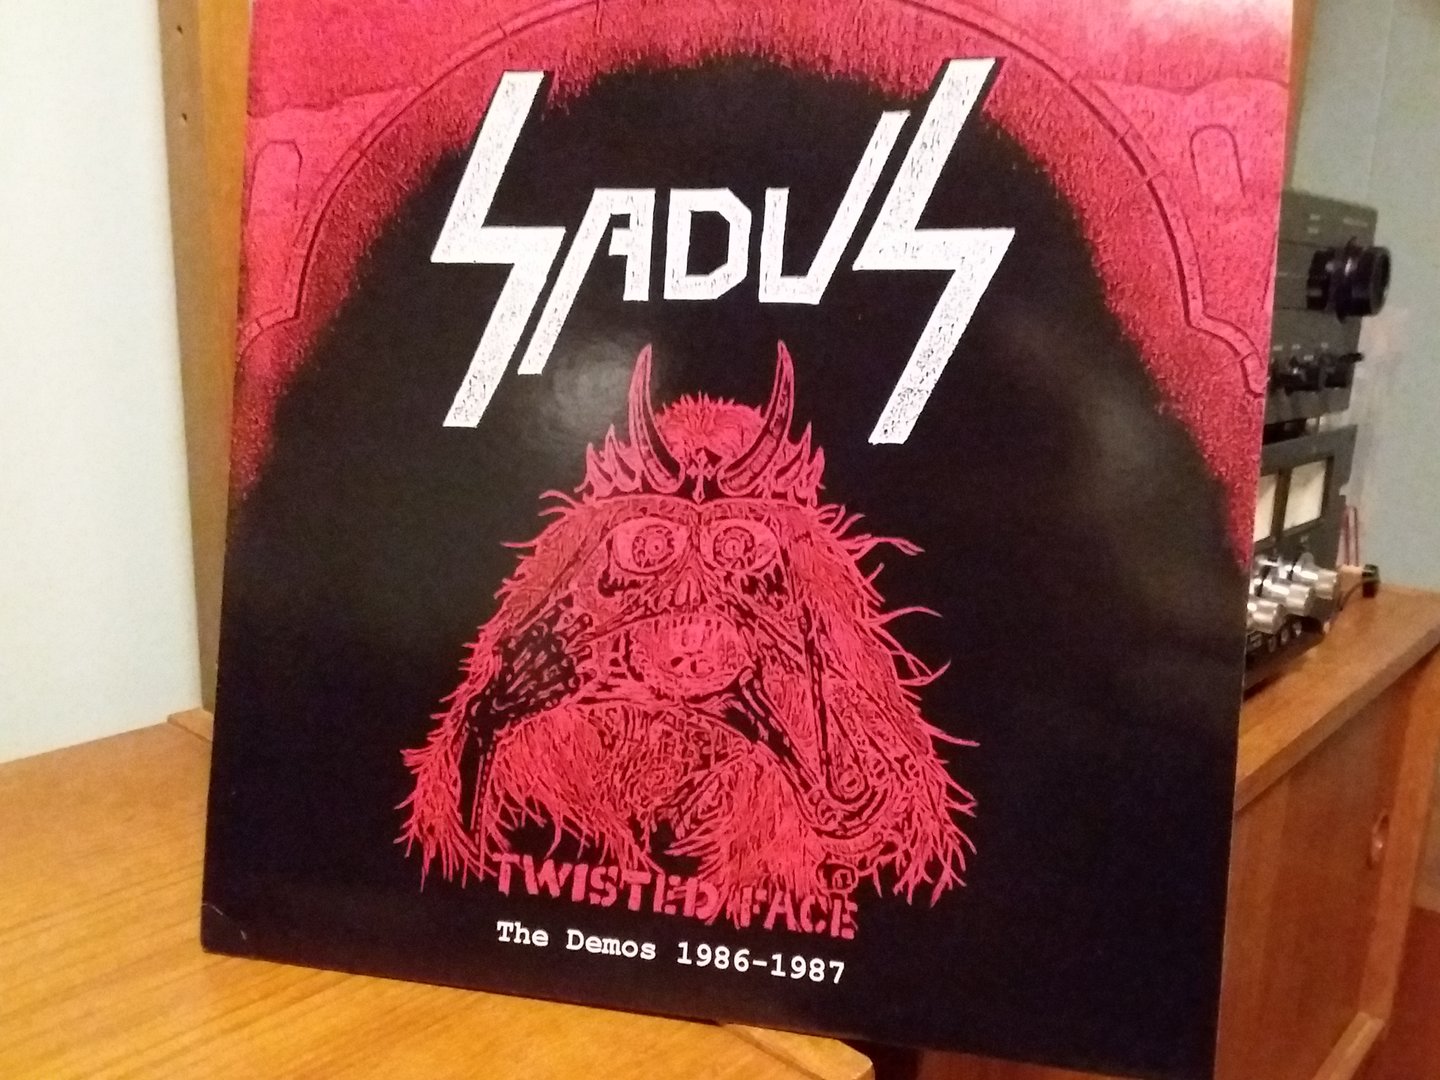 SADUS
TWISTED FACE
The Demos 1986-1987